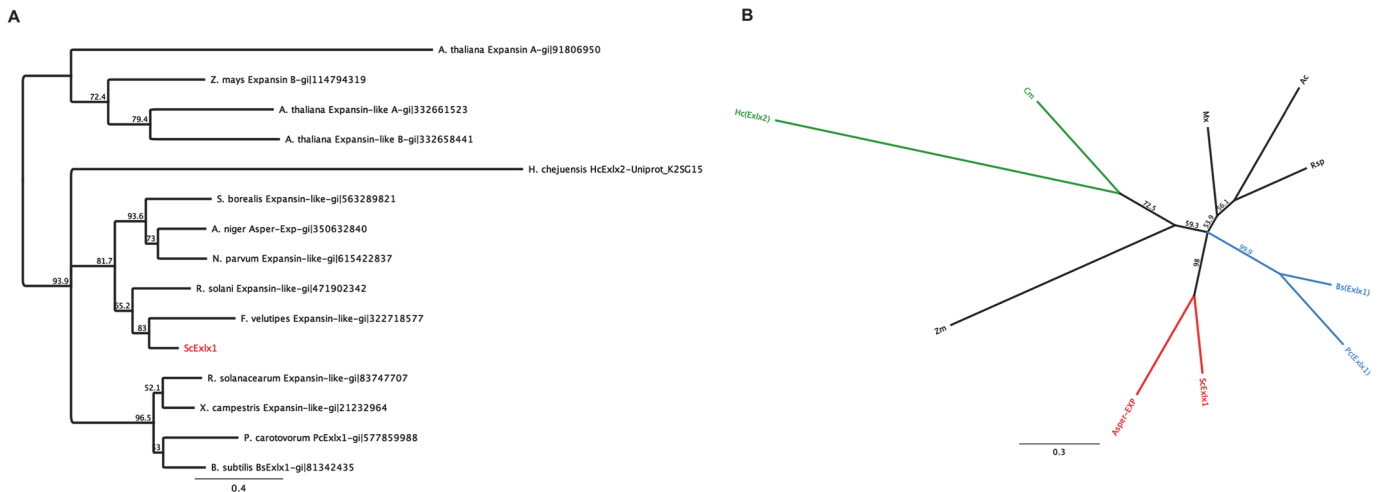 A
A. thaliana Expansin A-gi|91806950
Z. mays Expansin B-gi|114794319
72.4
A. thaliana Expansin-like A-gi|332661523
79.4
A. thaliana Expansin-like B-gi|332658441
H. chejuensis HcExlx2-Uniprot_K2SG15
S. borealis Expansin-like-gi|563289821
93.6
A. niger Asper-Exp-gi|350632840
73
N. parvum Expansin-like-gi|615422837
81.7
93.9
R. solani Expansin-like-gi|471902342
55.2
F. velutipes Expansin-like-gi|322718577
83
ScExlx1
R. solanacearum Expansin-like-gi|83747707
52.1
X. campestris Expansin-like-gi|21232964
96.5
P. carotovorum PcExlx1-gi|577859988
53
B. subtilis BsExlx1-gi|81342435
0.4
B
Hc(Exlx2)
Cm
Mx
Ac
Rsp
72.5
59.3
53.9
56.1
99.9
98
Bs(Exlx1)
Pc(Exlx1)
Zm
Asper-EXP
ScExlx1
0.3